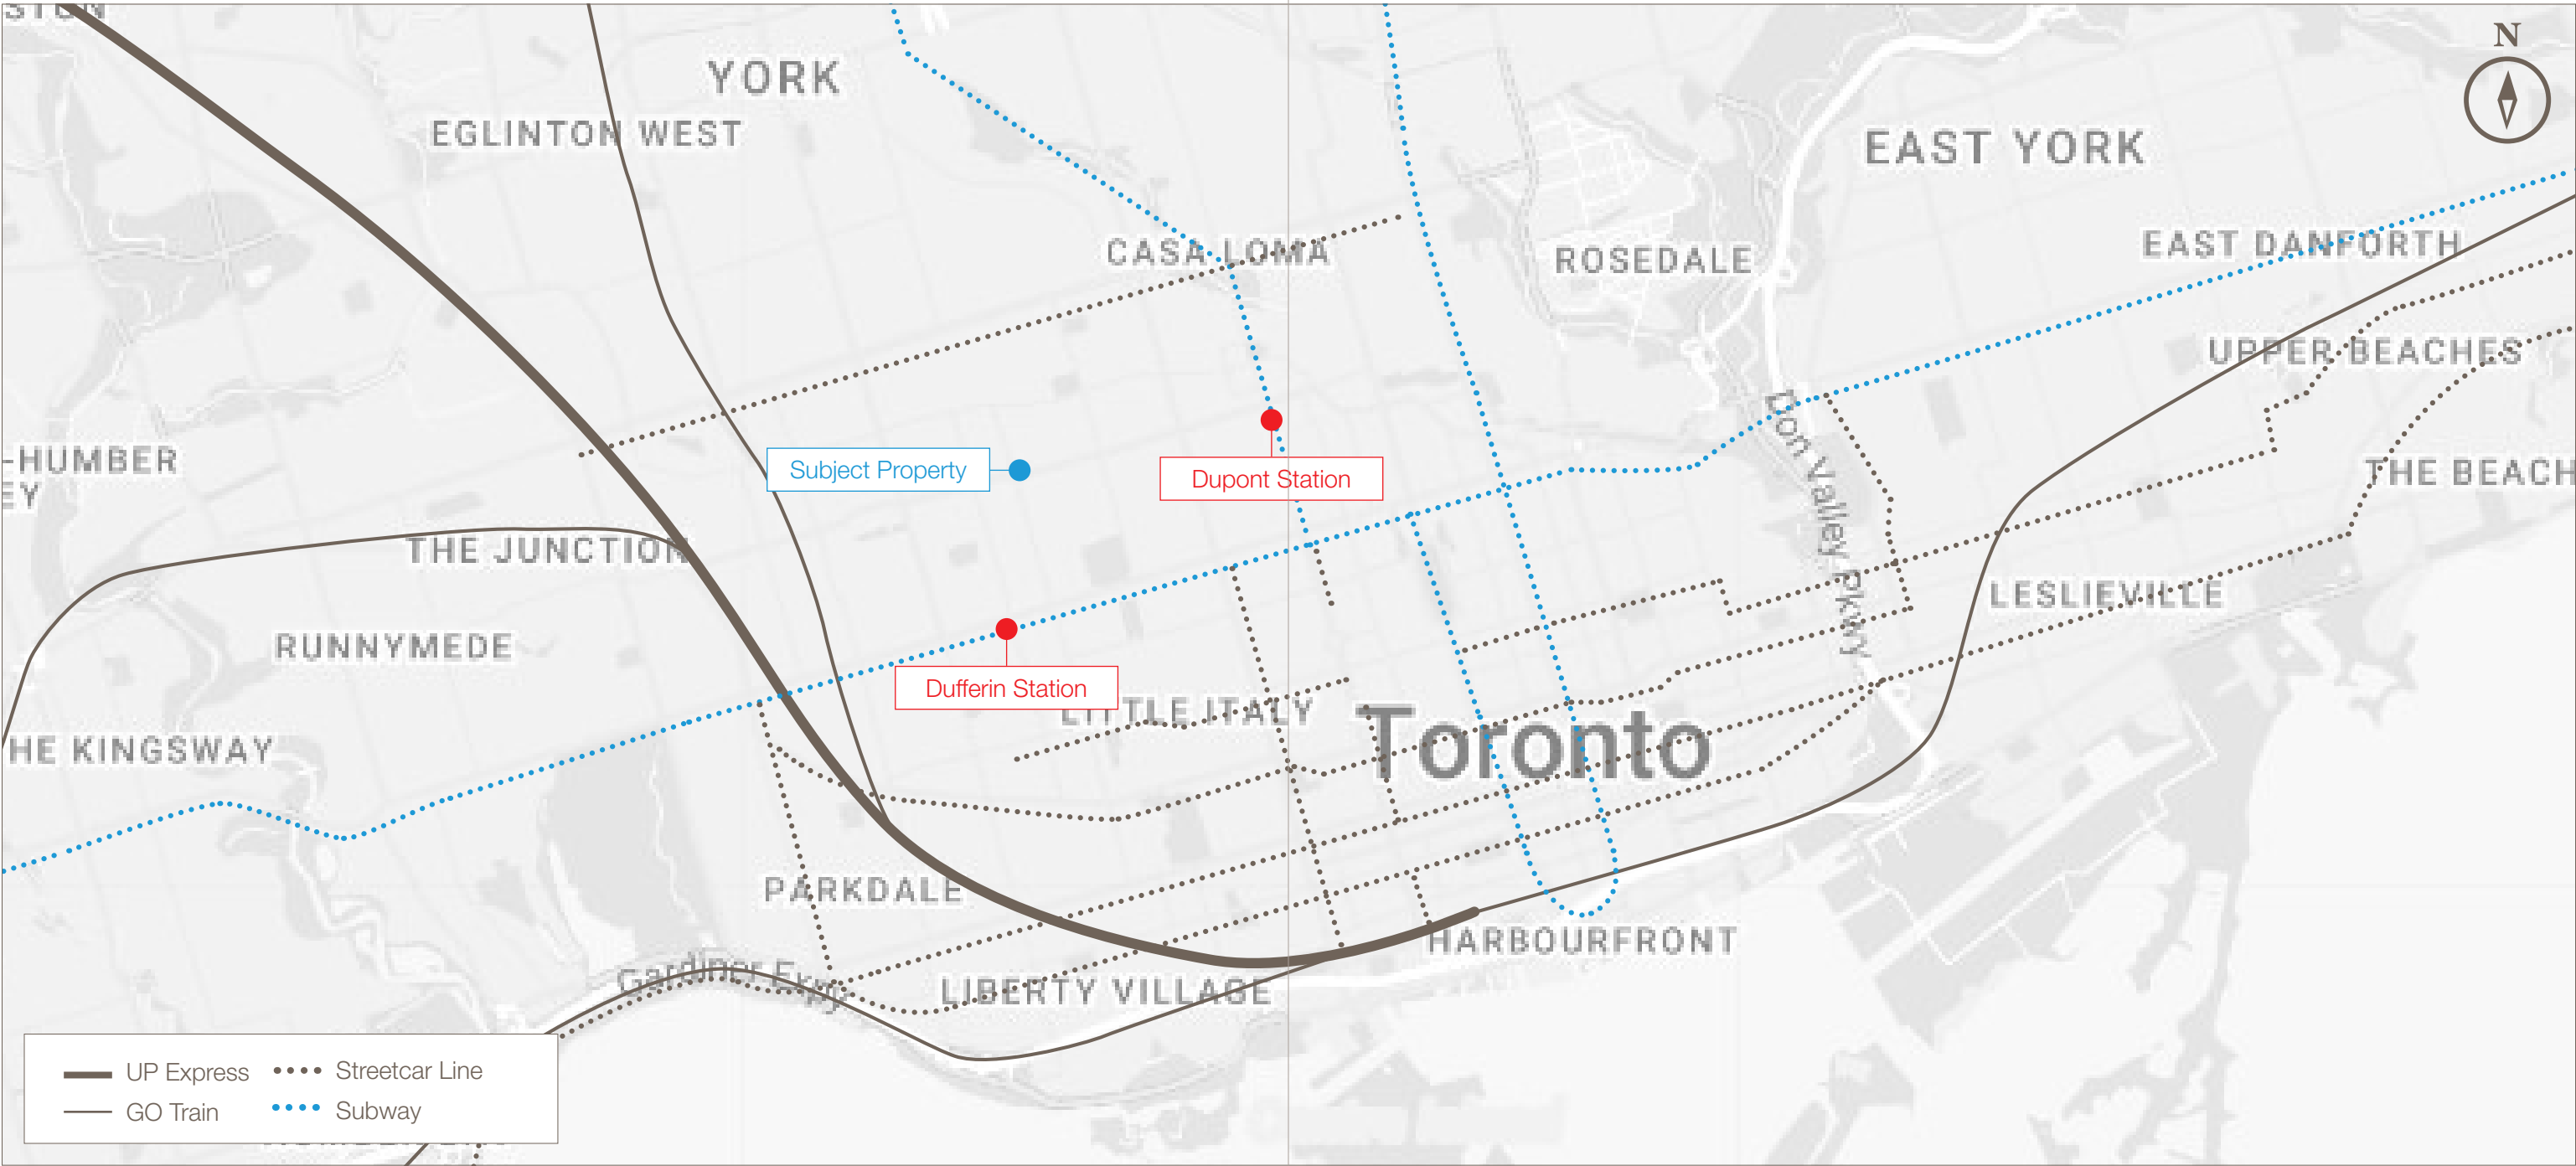 N
YORK
EGLINTON WEST
EAST YORK
CASA LOMA
ROSEDALE
EAST DANFORTH
UPPER BEACHES
-HUMBER
EY
Subject Property
Dupont Station
Don Valley Pkwy
THE BEACH
THE JUNCTION
LESLIEVILLE
RUNNYMEDE
Dufferin Station
LITTLE ITALY
Toronto
HE KINGSWAY
PARKDALE
HARBOURFRONT
Gardiner Expy
LIBERTY VILLAGE
UP Express
Streetcar Line
GO Train
Subway